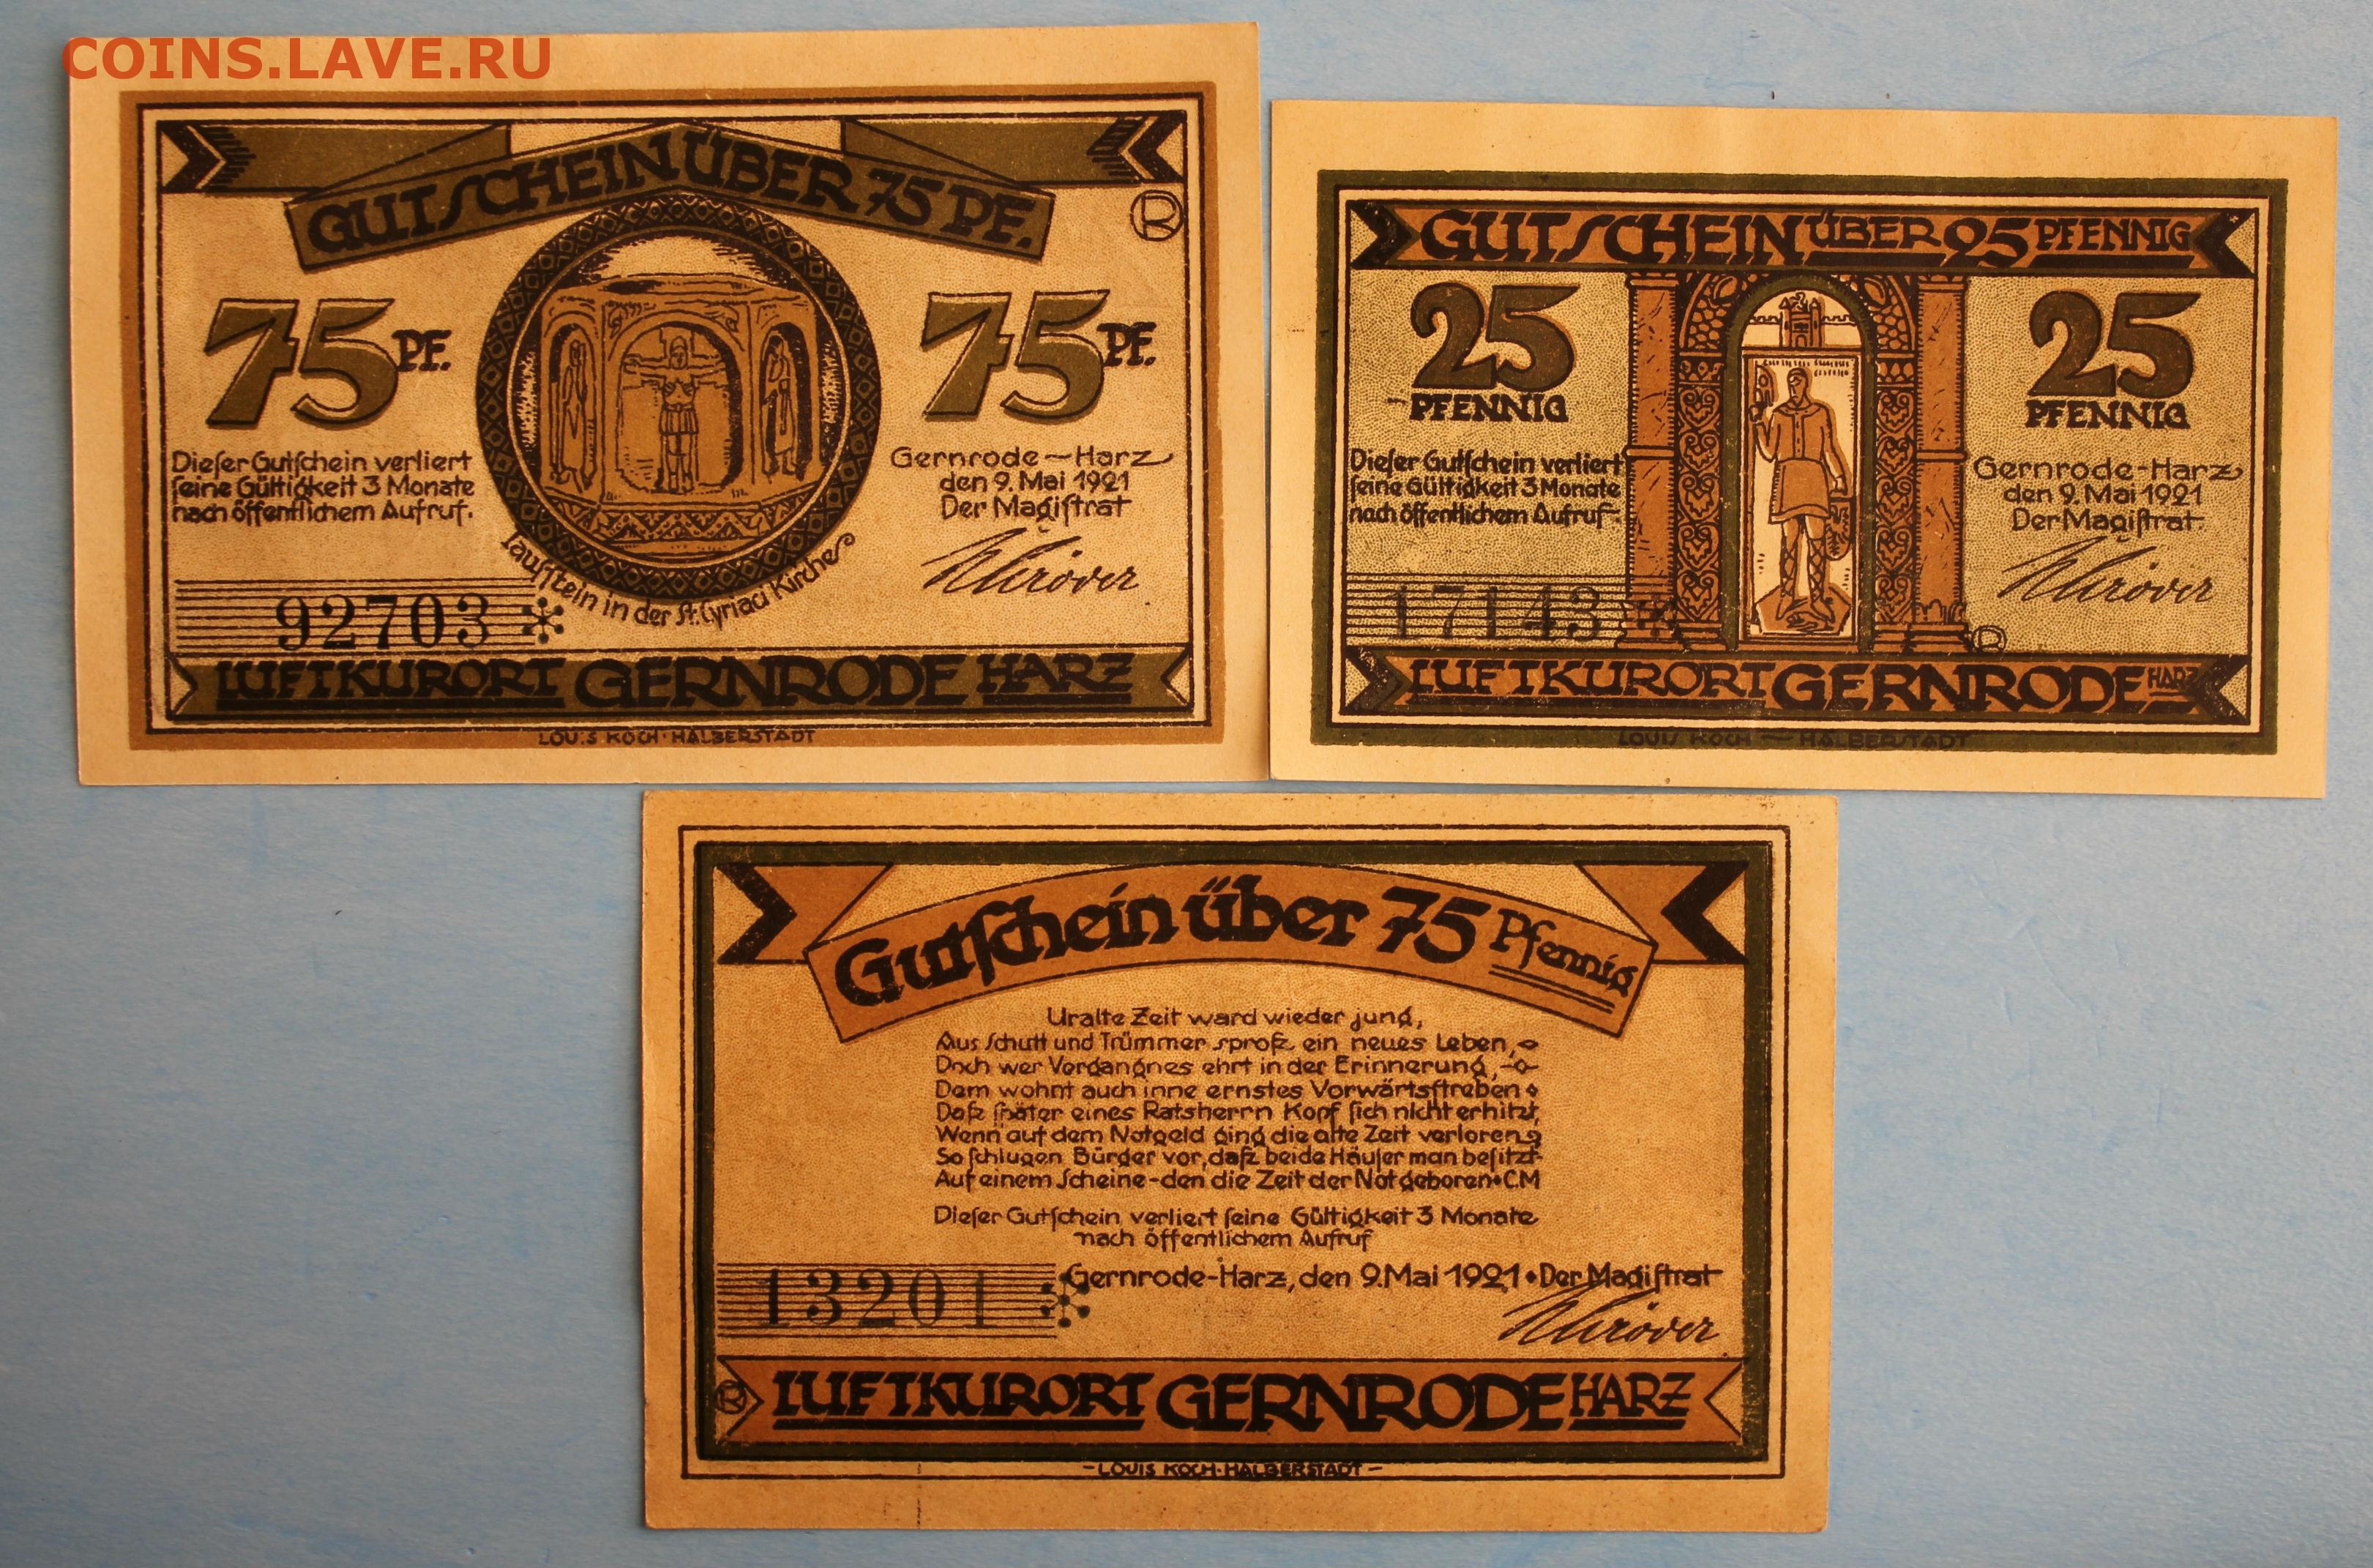 COINS.LAVE.RU
GUTSCHEIN ÜBER 75 PF.
R
75 PF.
75 PF.
Dieſer Gutſchein verliert
ſeine Gültigkeit 3 Monate
nach öffentlichem Aufruf.
Gernrode-Harz
den 9. Mai 1921
Der Magiſtrat
Taufſtein in der St. Cyriaci Kirche
92703
LUFTKURORT GERNRODE HARZ
LOUIS KOCH·HALBERSTADT
GUTSCHEIN ÜBER 25 PFENNIG
25
PFENNIG
25
PFENNIG
Dieſer Gutſchein verliert
ſeine Gültigkeit 3 Monate
nach öffentlichem Aufruf.
Gernrode-Harz
den 9. Mai 1921
Der Magiſtrat
17143
R
LUFTKURORT GERNRODE HARZ
LOUIS KOCH — HALBERSTADT
Gutſchein über 75 Pfennig
Uralte Zeit ward wieder jung,
Aus Schutt und Trümmer sproß ein neues Leben,
Doch wer Vergangnes ehrt in der Erinnerung,
Dem wohnt auch inne ernstes Vorwärtsſtreben
Daß ſpäter eines Ratsherrn Kopf ſich nicht erhitzt,
Wenn auf dem Notgeld ging die alte Zeit verloren,
So ſchlugen Bürger vor, daß beide Häuſer man beſitzt
Auf einem Scheine-den die Zeit der Not geboren•C.M
Dieſer Gutſchein verliert ſeine Gültigkeit 3 Monate
nach öffentlichem Aufruf
Gernrode-Harz, den 9. Mai 1921•Der Magiſtrat
13201
R
LUFTKURORT GERNRODE HARZ
-LOUIS KOCH-HALBERSTADT-